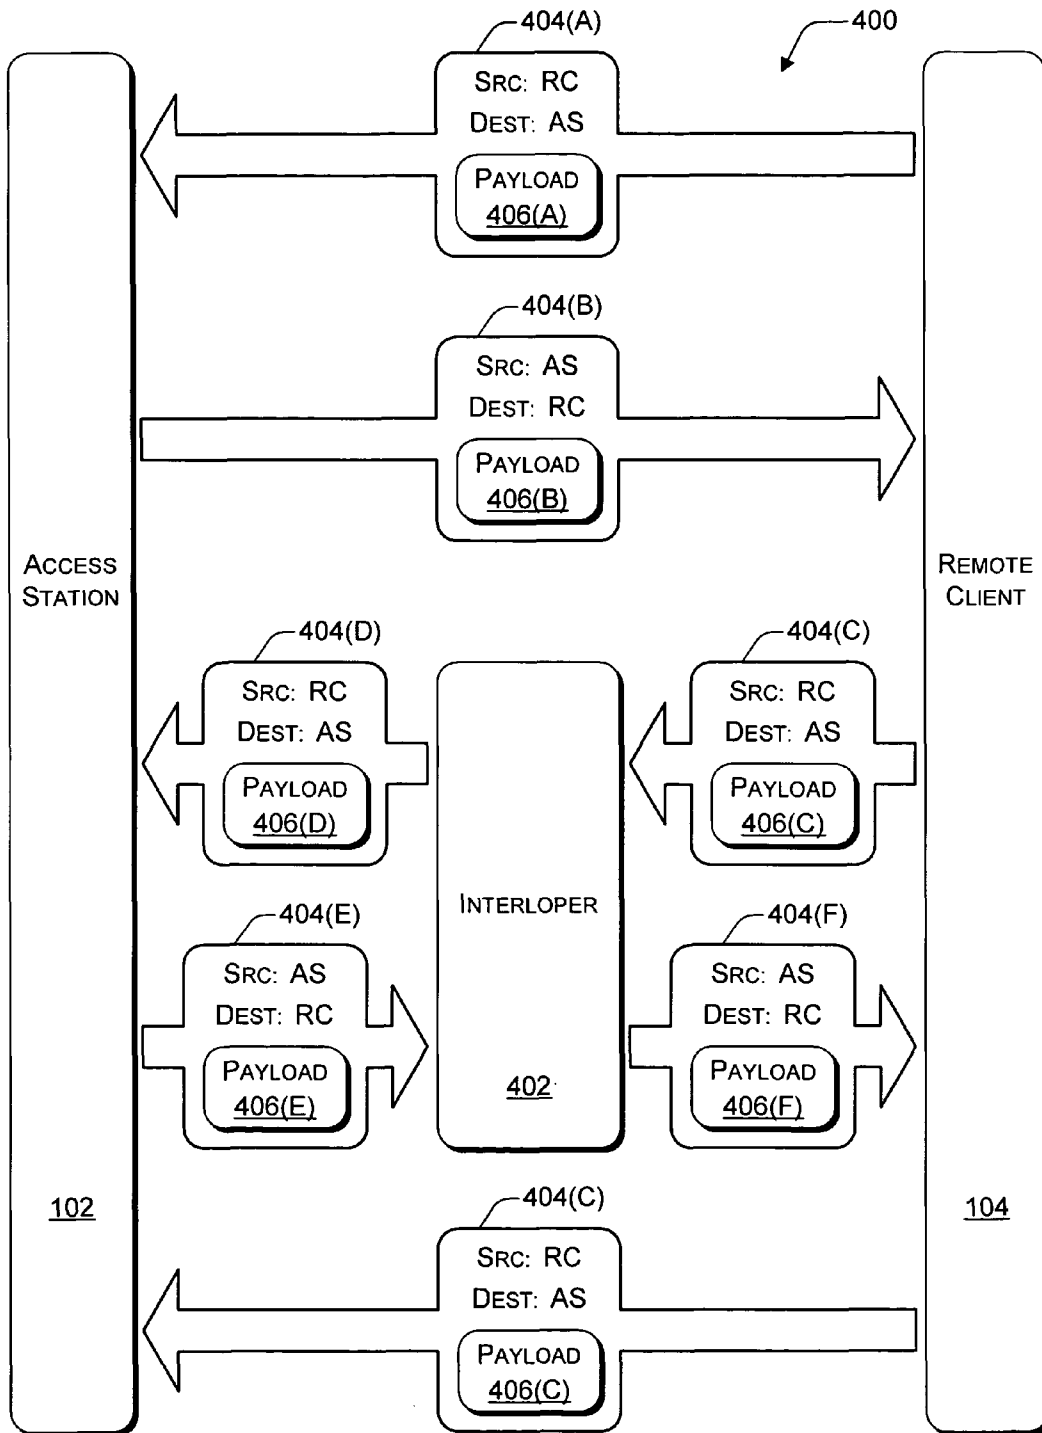 404(A)
400
SRC: RC
DEST: AS
PAYLOAD
406(A)
404(B)
SRC: AS
DEST: RC
PAYLOAD
406(B)
ACCESS
STATION
REMOTE
CLIENT
404(D)
404(C)
SRC: RC
DEST: AS
PAYLOAD
406(D)
SRC: RC
DEST: AS
PAYLOAD
406(C)
INTERLOPER
402
404(E)
404(F)
SRC: AS
DEST: RC
PAYLOAD
406(E)
SRC: AS
DEST: RC
PAYLOAD
406(F)
102
104
404(C)
SRC: RC
DEST: AS
PAYLOAD
406(C)